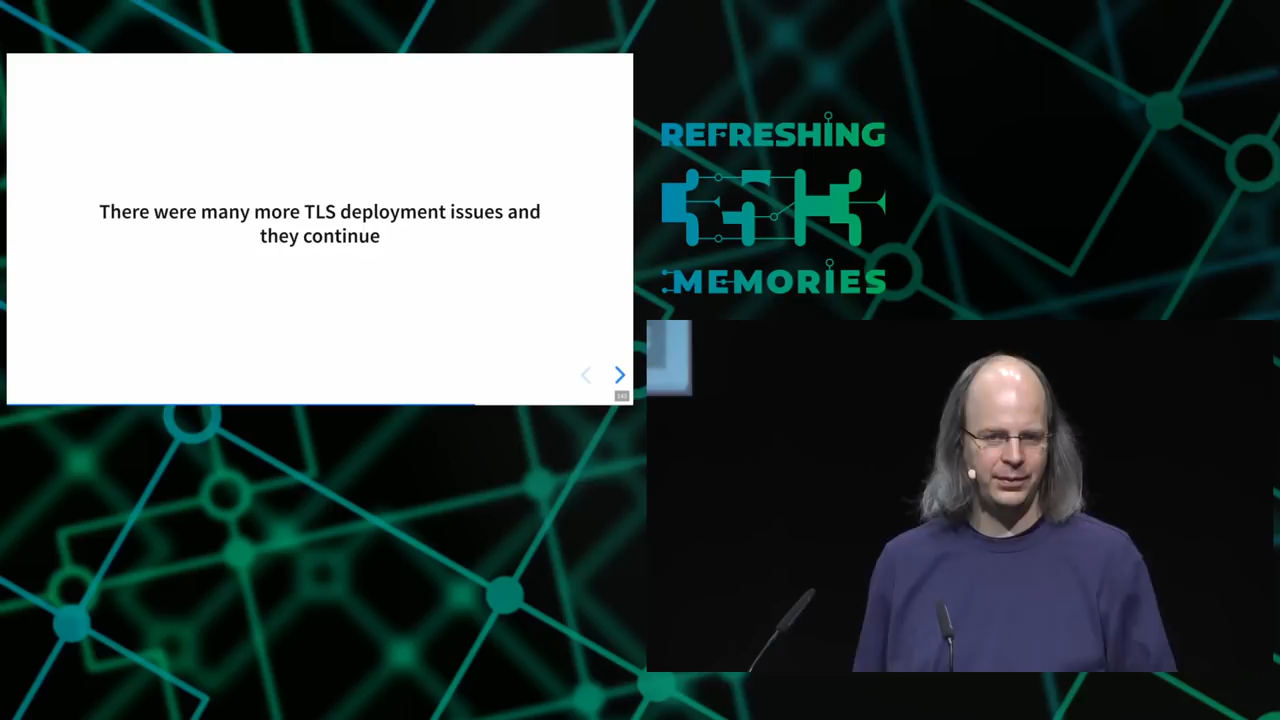 There were many more TLS deployment issues and
they continue
REFRESHING
MEMORIES